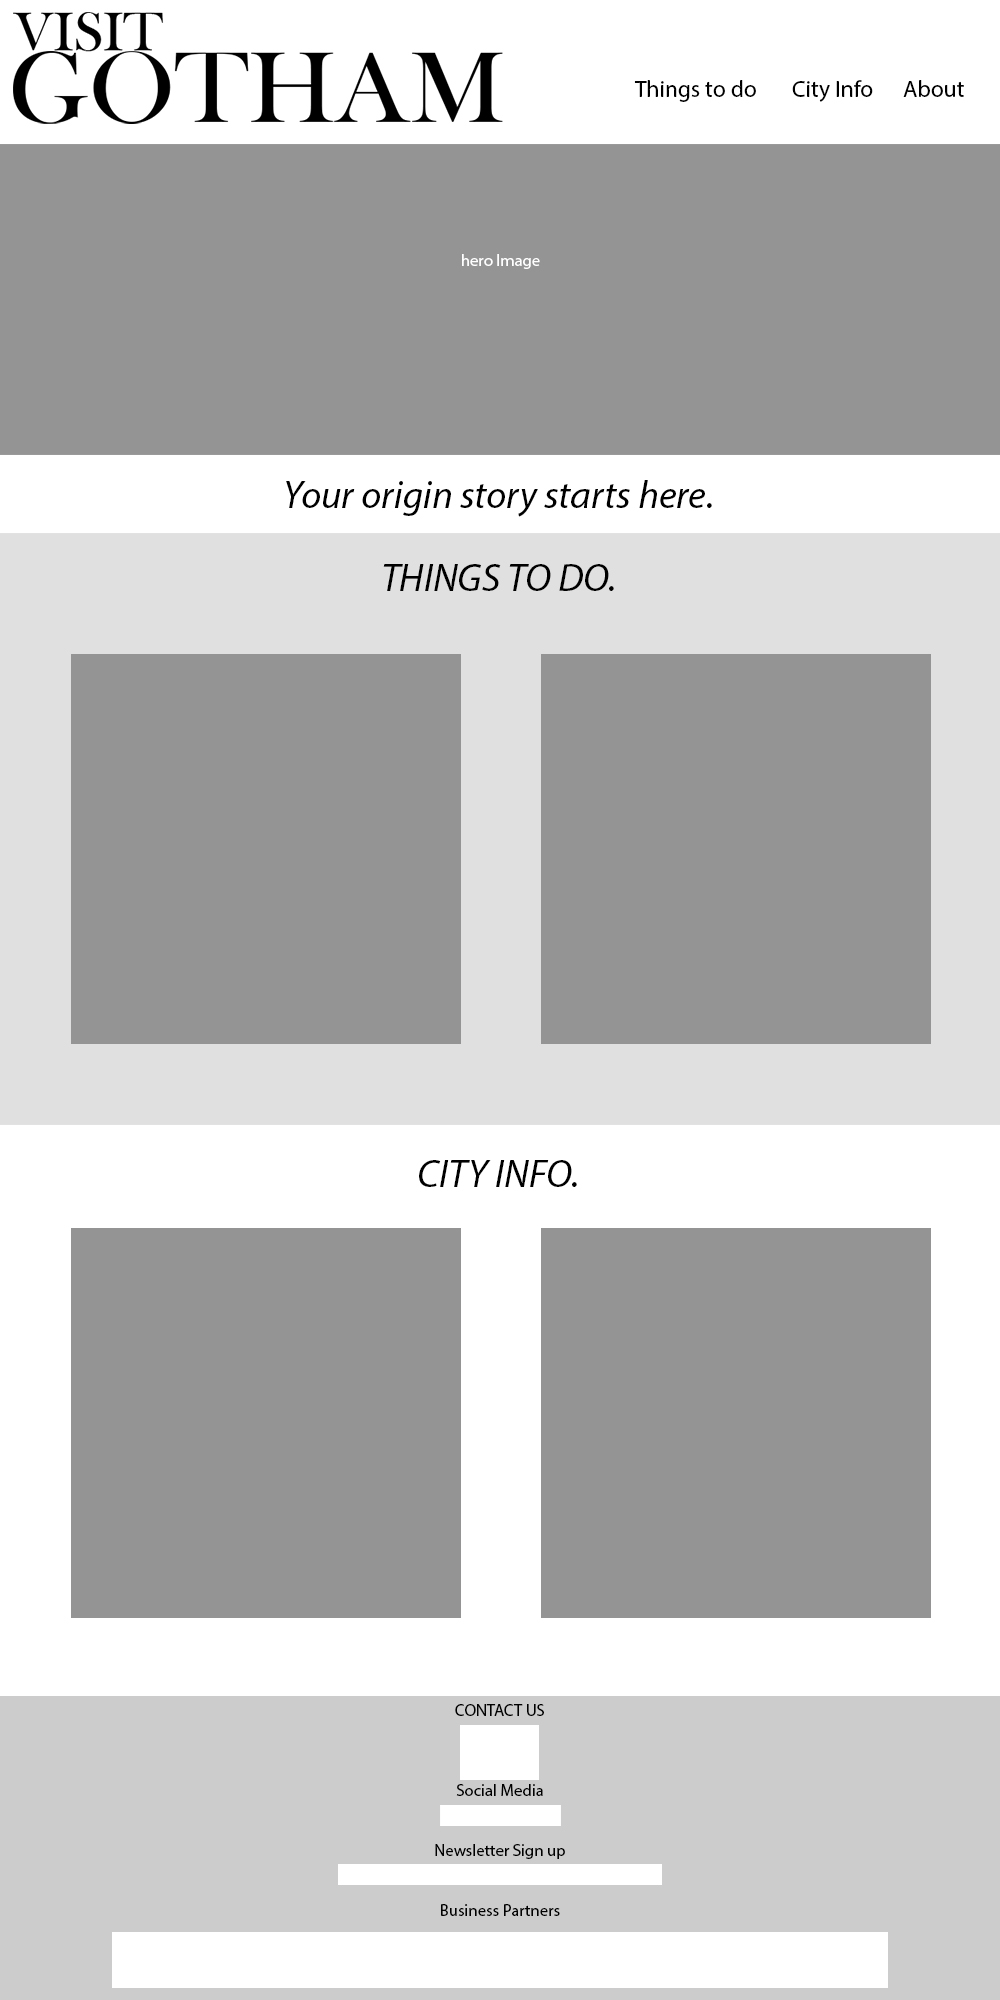 VISIT
GOTHAM
Things to do City Info About
hero Image
Your origin story starts here.
THINGS TO DO.
CITY INFO.
CONTACT US
Social Media
Newsletter Sign up
Business Partners